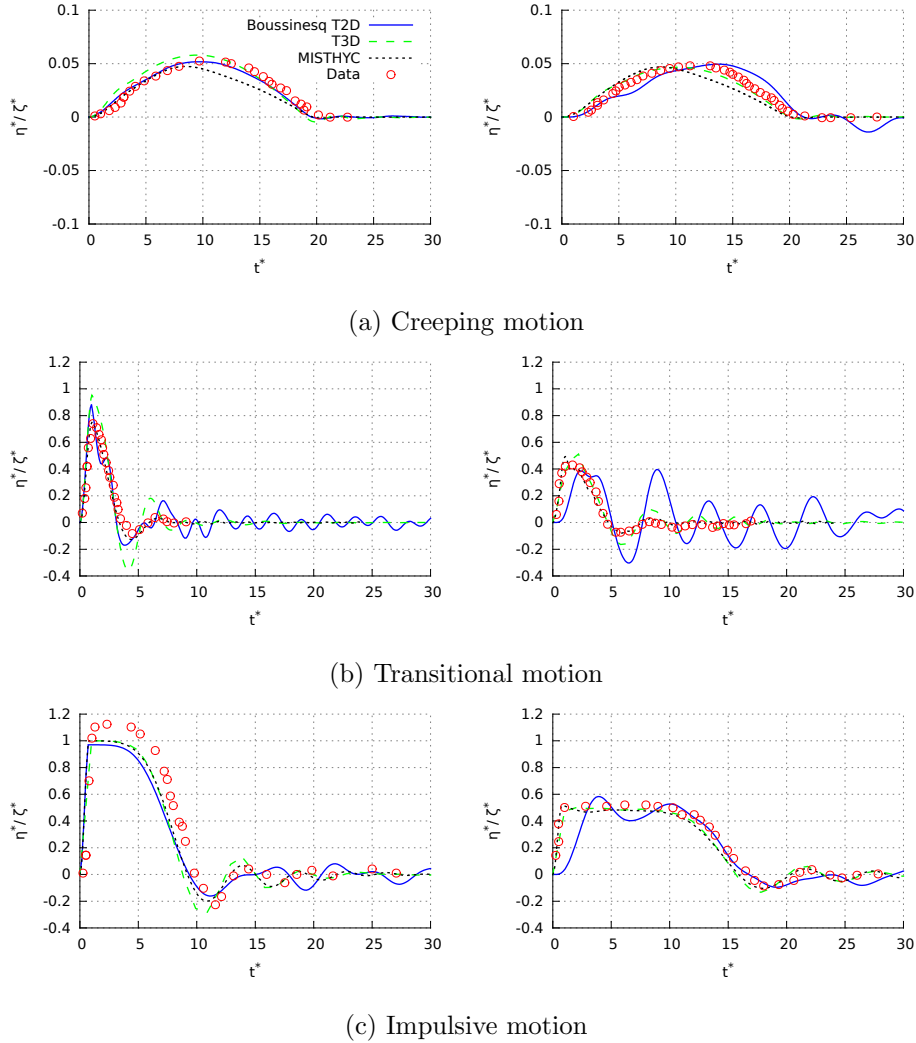 0.1
0.05
0
-0.05
-0.1
η*/ ζ*
0 5 10 15 20 25 30
t*
Boussinesq T2D
T3D
MISTHYC
Data
0.1
0.05
0
-0.05
-0.1
η*/ ζ*
0 5 10 15 20 25 30
t*
(a) Creeping motion
1.2
1
0.8
0.6
0.4
0.2
0
-0.2
-0.4
η*/ ζ*
0 5 10 15 20 25 30
t*
1.2
1
0.8
0.6
0.4
0.2
0
-0.2
-0.4
η*/ ζ*
0 5 10 15 20 25 30
t*
(b) Transitional motion
1.2
1
0.8
0.6
0.4
0.2
0
-0.2
-0.4
η*/ ζ*
0 5 10 15 20 25 30
t*
1.2
1
0.8
0.6
0.4
0.2
0
-0.2
-0.4
η*/ ζ*
0 5 10 15 20 25 30
t*
(c) Impulsive motion